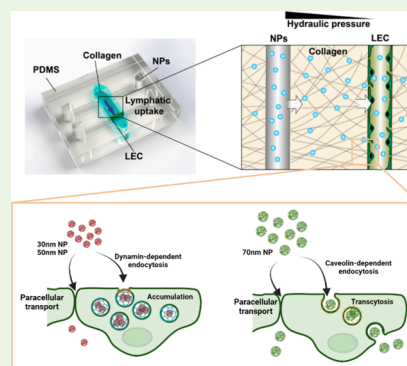 Hydraulic pressure
NPs
LEC
Collagen
Collagen
NPs
PDMS
Lymphatic
uptake
LEC
30nm NP
50nm NP
Dynamin-dependent
endocytosis
Paracellular
transport
Accumulation
70nm NP
Caveolin-dependent
endocytosis
Paracellular
transport
Transcytosis